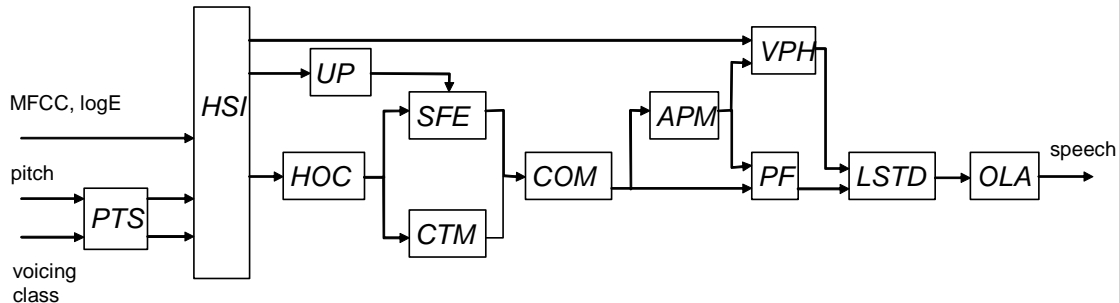 MFCC, logE
pitch
voicing
class
PTS
HSI
UP
HOC
SFE
CTM
COM
APM
VPH
PF
LSTD
OLA
speech